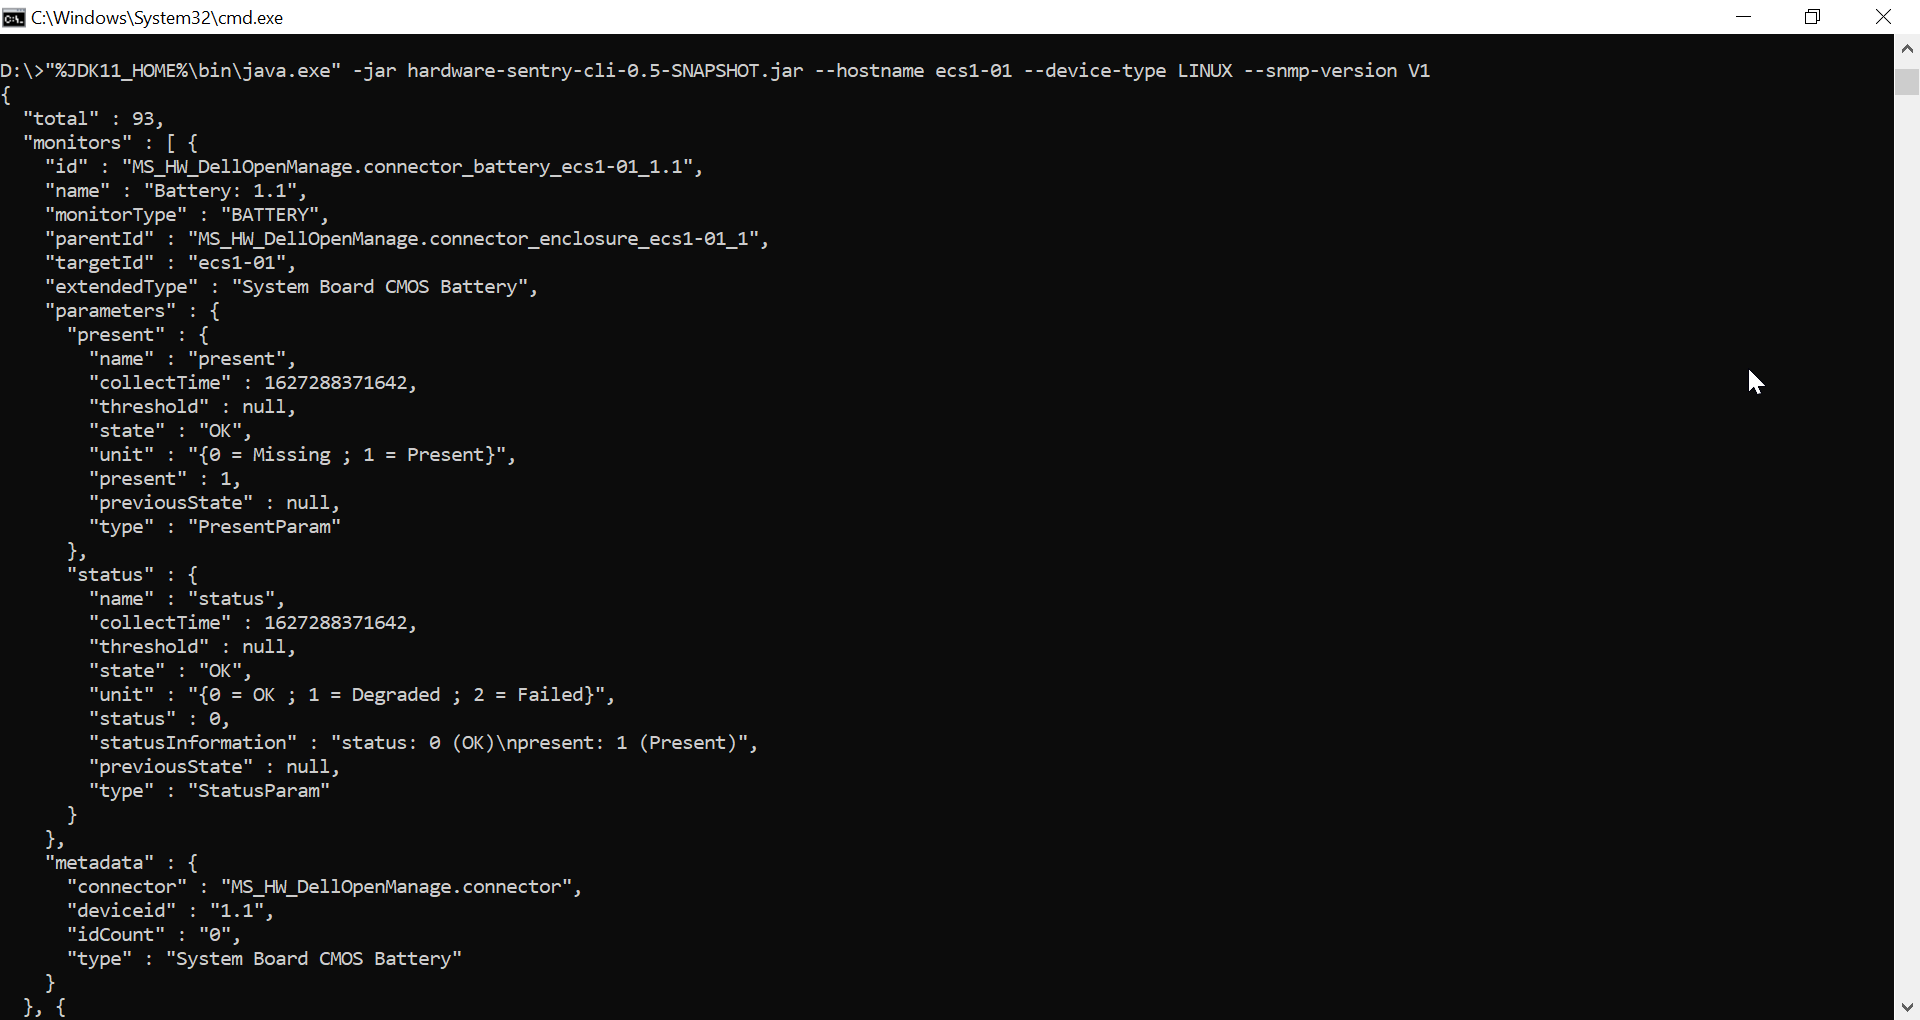 C:\Windows\System32\cmd.exe
D:\>"%JDK11_HOME%\bin\java.exe" -jar hardware-sentry-cli-0.5-SNAPSHOT.jar --hostname ecs1-01 --device-type LINUX --snmp-version V1
{
  "total" : 93,
  "monitors" : [ {
    "id" : "MS_HW_DellOpenManage.connector_battery_ecs1-01_1.1",
    "name" : "Battery: 1.1",
    "monitorType" : "BATTERY",
    "parentId" : "MS_HW_DellOpenManage.connector_enclosure_ecs1-01_1",
    "targetId" : "ecs1-01",
    "extendedType" : "System Board CMOS Battery",
    "parameters" : {
      "present" : {
        "name" : "present",
        "collectTime" : 1627288371642,
        "threshold" : null,
        "state" : "OK",
        "unit" : "{0 = Missing ; 1 = Present}",
        "present" : 1,
        "previousState" : null,
        "type" : "PresentParam"
      },
      "status" : {
        "name" : "status",
        "collectTime" : 1627288371642,
        "threshold" : null,
        "state" : "OK",
        "unit" : "{0 = OK ; 1 = Degraded ; 2 = Failed}",
        "status" : 0,
        "statusInformation" : "status: 0 (OK)\npresent: 1 (Present)",
        "previousState" : null,
        "type" : "StatusParam"
      }
    },
    "metadata" : {
      "connector" : "MS_HW_DellOpenManage.connector",
      "deviceid" : "1.1",
      "idCount" : "0",
      "type" : "System Board CMOS Battery"
    }
  }, {